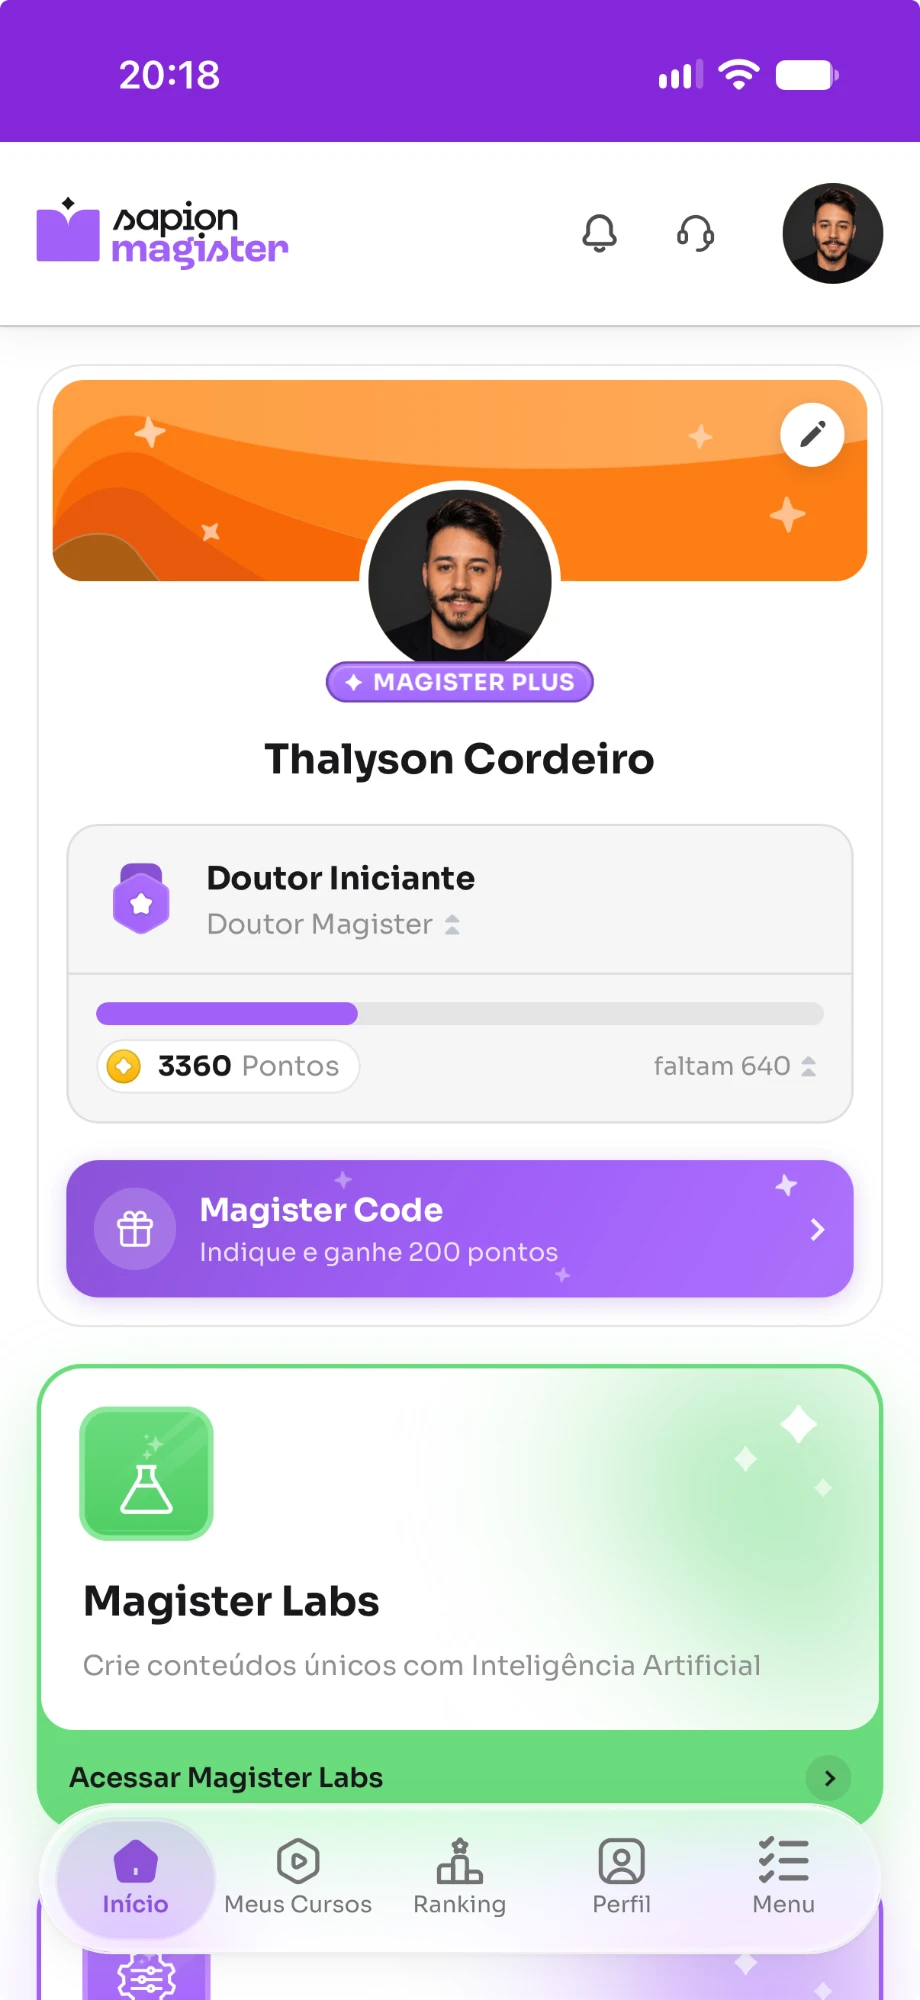 20:18
sapion
magister
MAGISTER PLUS
Thalyson Cordeiro
Doutor Iniciante
Doutor Magister
3360 Pontos
faltam 640
Magister Code
Indique e ganhe 200 pontos
Magister Labs
Crie conteúdos únicos com Inteligência Artificial
Acessar Magister Labs
Início
Meus Cursos
Ranking
Perfil
Menu